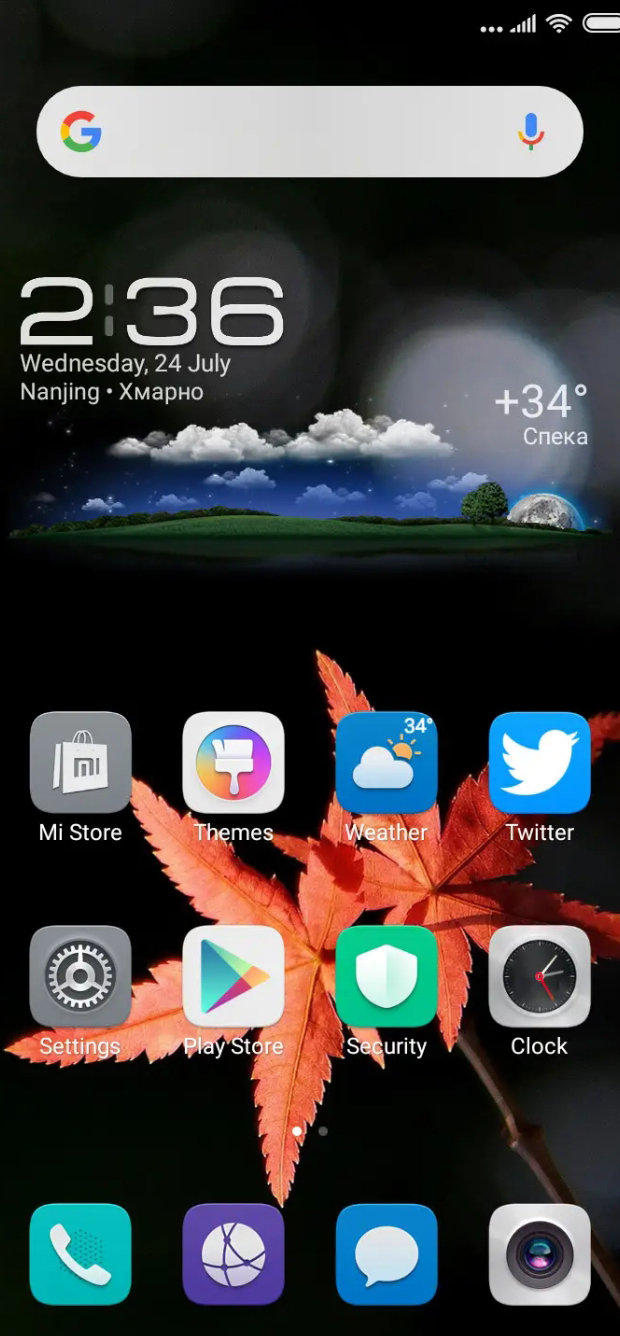 2:36
Wednesday, 24 July
Nanjing • Хмарно
+34°
Спека
34°
Mi Store
Themes
Weather
Twitter
Settings
Play Store
Security
Clock